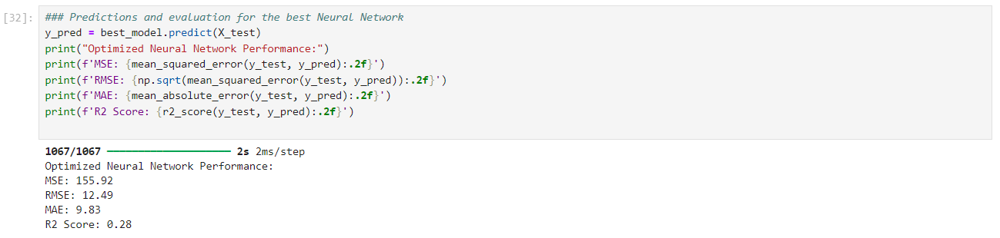 [32]:
### Predictions and evaluation for the best Neural Network
y_pred = best_model.predict(X_test)
print("Optimized Neural Network Performance:")
print(f'MSE: {mean_squared_error(y_test, y_pred):.2f}')
print(f'RMSE: {np.sqrt(mean_squared_error(y_test, y_pred)):.2f}')
print(f'MAE: {mean_absolute_error(y_test, y_pred):.2f}')
print(f'R2 Score: {r2_score(y_test, y_pred):.2f}')
1067/1067 ━━━━━━━━━━━━━━━━━━━━ 2s 2ms/step
Optimized Neural Network Performance:
MSE: 155.92
RMSE: 12.49
MAE: 9.83
R2 Score: 0.28